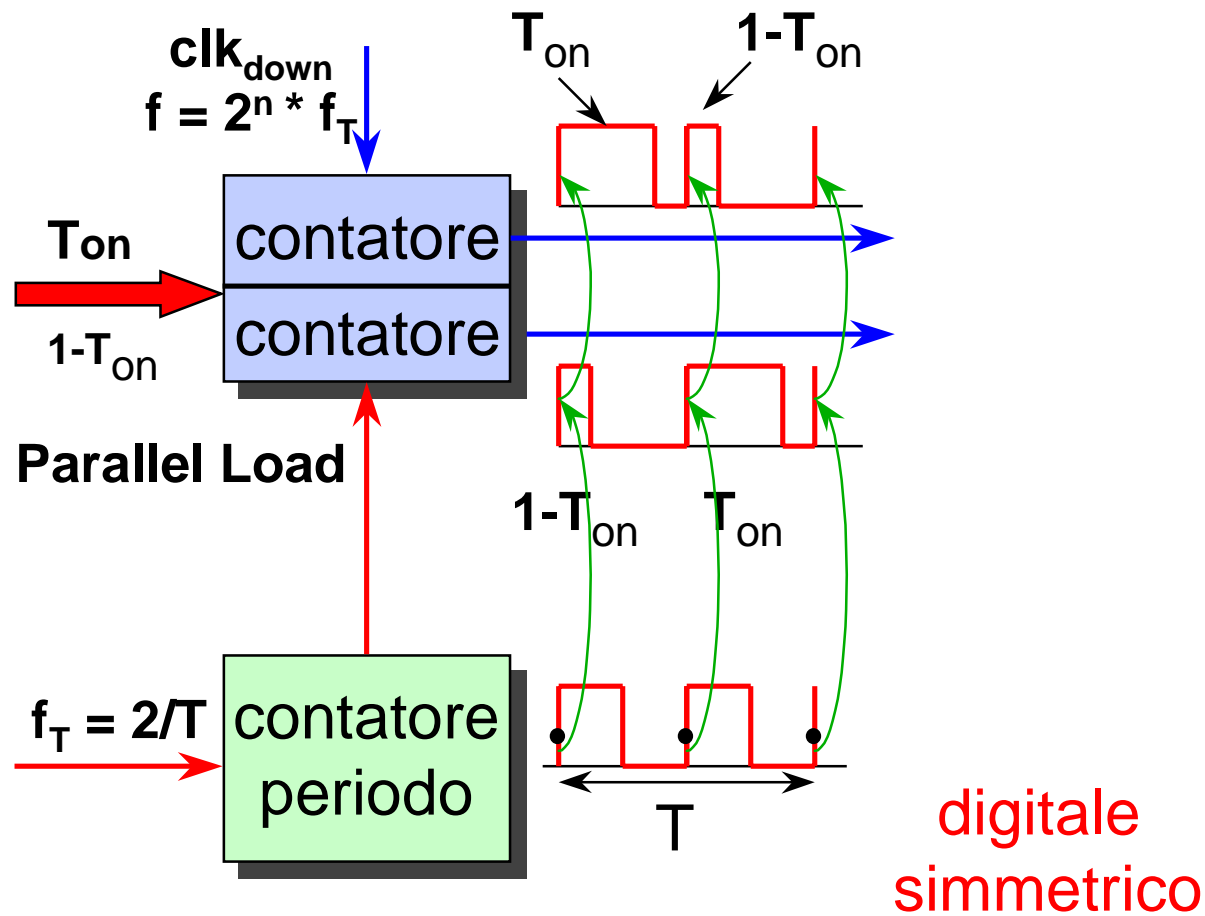 clk_down
f = 2^n * f_T
T_on
1-T_on
Ton
1-T_on
contatore
contatore
Parallel Load
1-T_on
T_on
f_T = 2/T
contatore
periodo
T
digitale
simmetrico